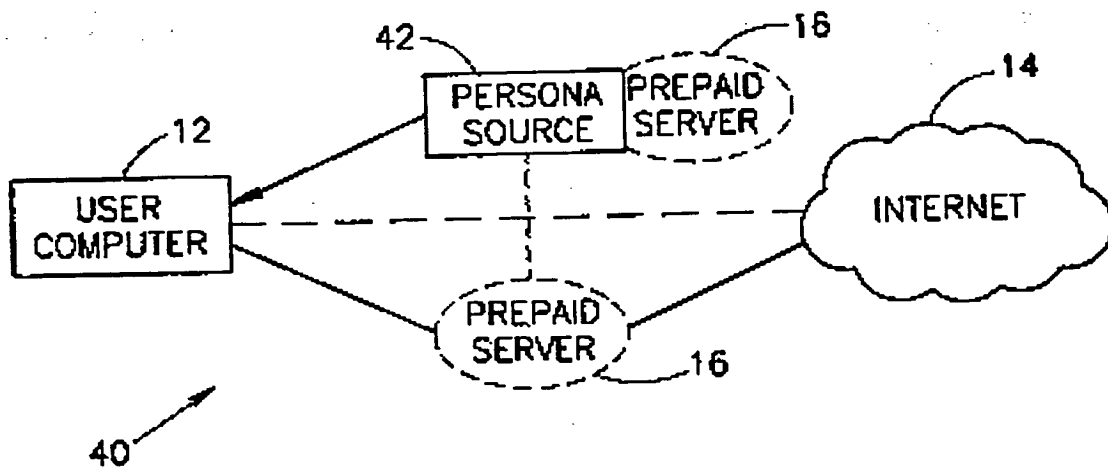 42
16
14
PERSONA
SOURCE
PREPAID
SERVER
12
USER
COMPUTER
INTERNET
PREPAID
SERVER
16
40